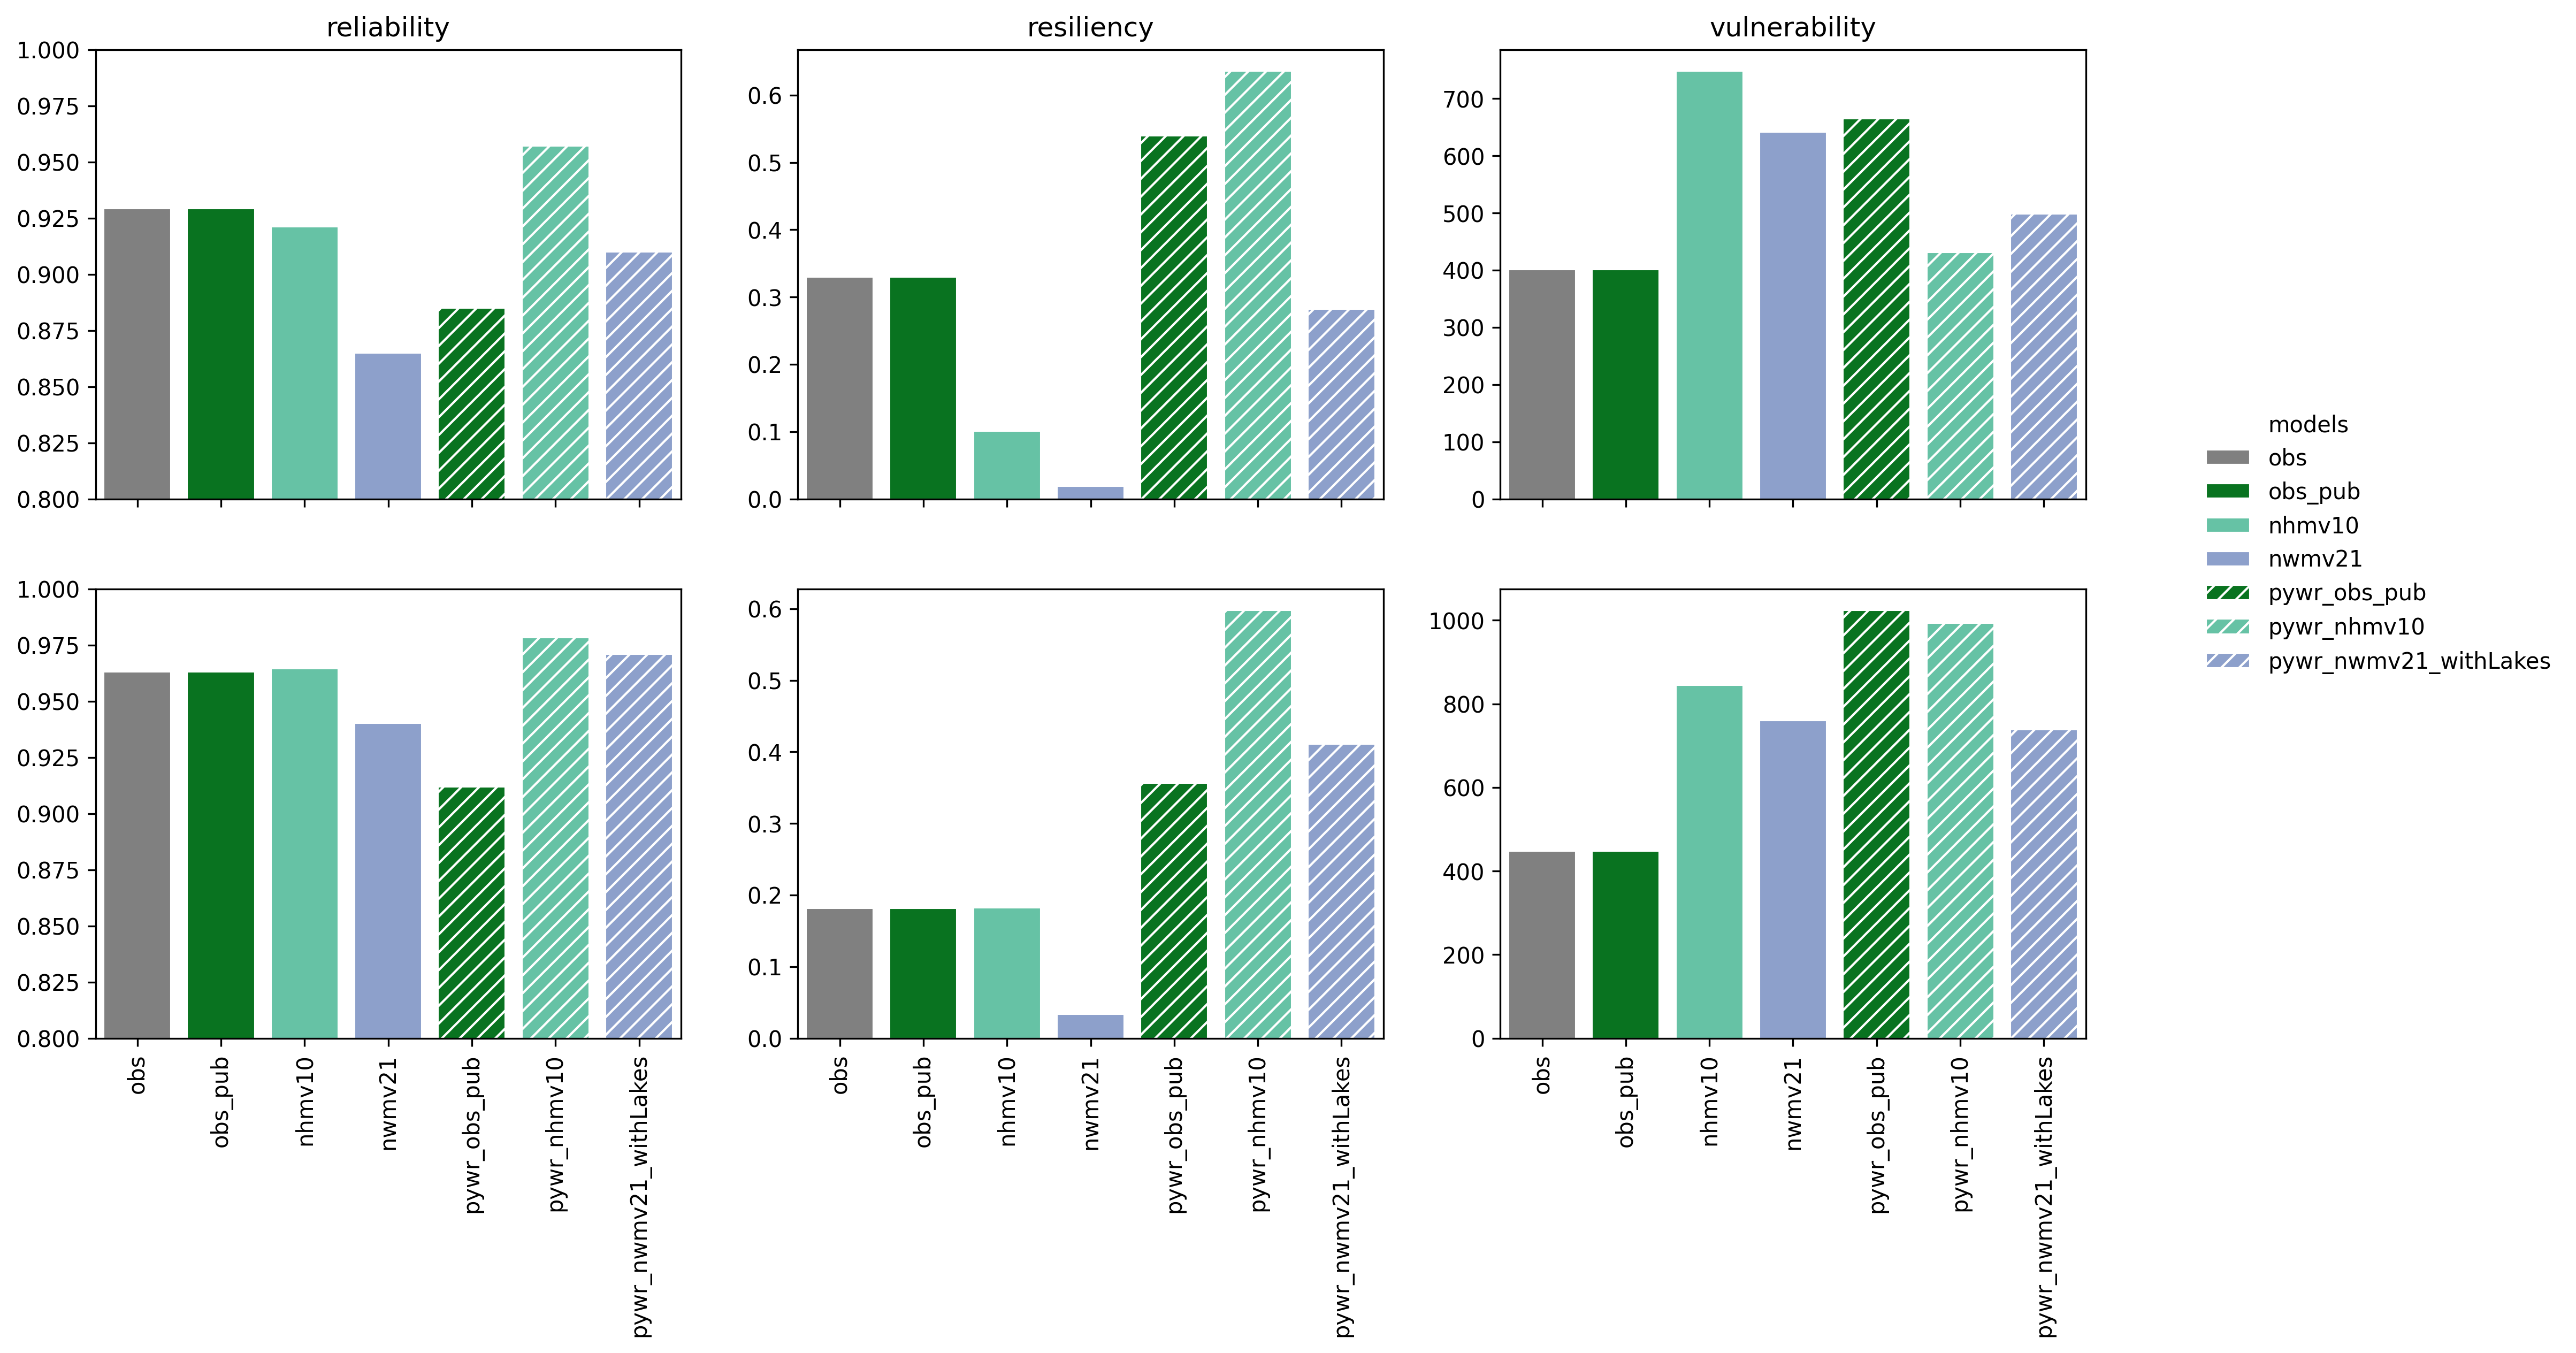 reliability
resiliency
vulnerability
1.000
0.975
0.950
0.925
0.900
0.875
0.850
0.825
0.800
0.6
0.5
0.4
0.3
0.2
0.1
0.0
700
600
500
400
300
200
100
0
1.000
0.975
0.950
0.925
0.900
0.875
0.850
0.825
0.800
obs
obs_pub
nhmv10
nwmv21
pywr_obs_pub
pywr_nhmv10
pywr_nwmv21_withLakes
0.6
0.5
0.4
0.3
0.2
0.1
0.0
obs
obs_pub
nhmv10
nwmv21
pywr_obs_pub
pywr_nhmv10
pywr_nwmv21_withLakes
1000
800
600
400
200
0
obs
obs_pub
nhmv10
nwmv21
pywr_obs_pub
pywr_nhmv10
pywr_nwmv21_withLakes
models
obs
obs_pub
nhmv10
nwmv21
pywr_obs_pub
pywr_nhmv10
pywr_nwmv21_withLakes